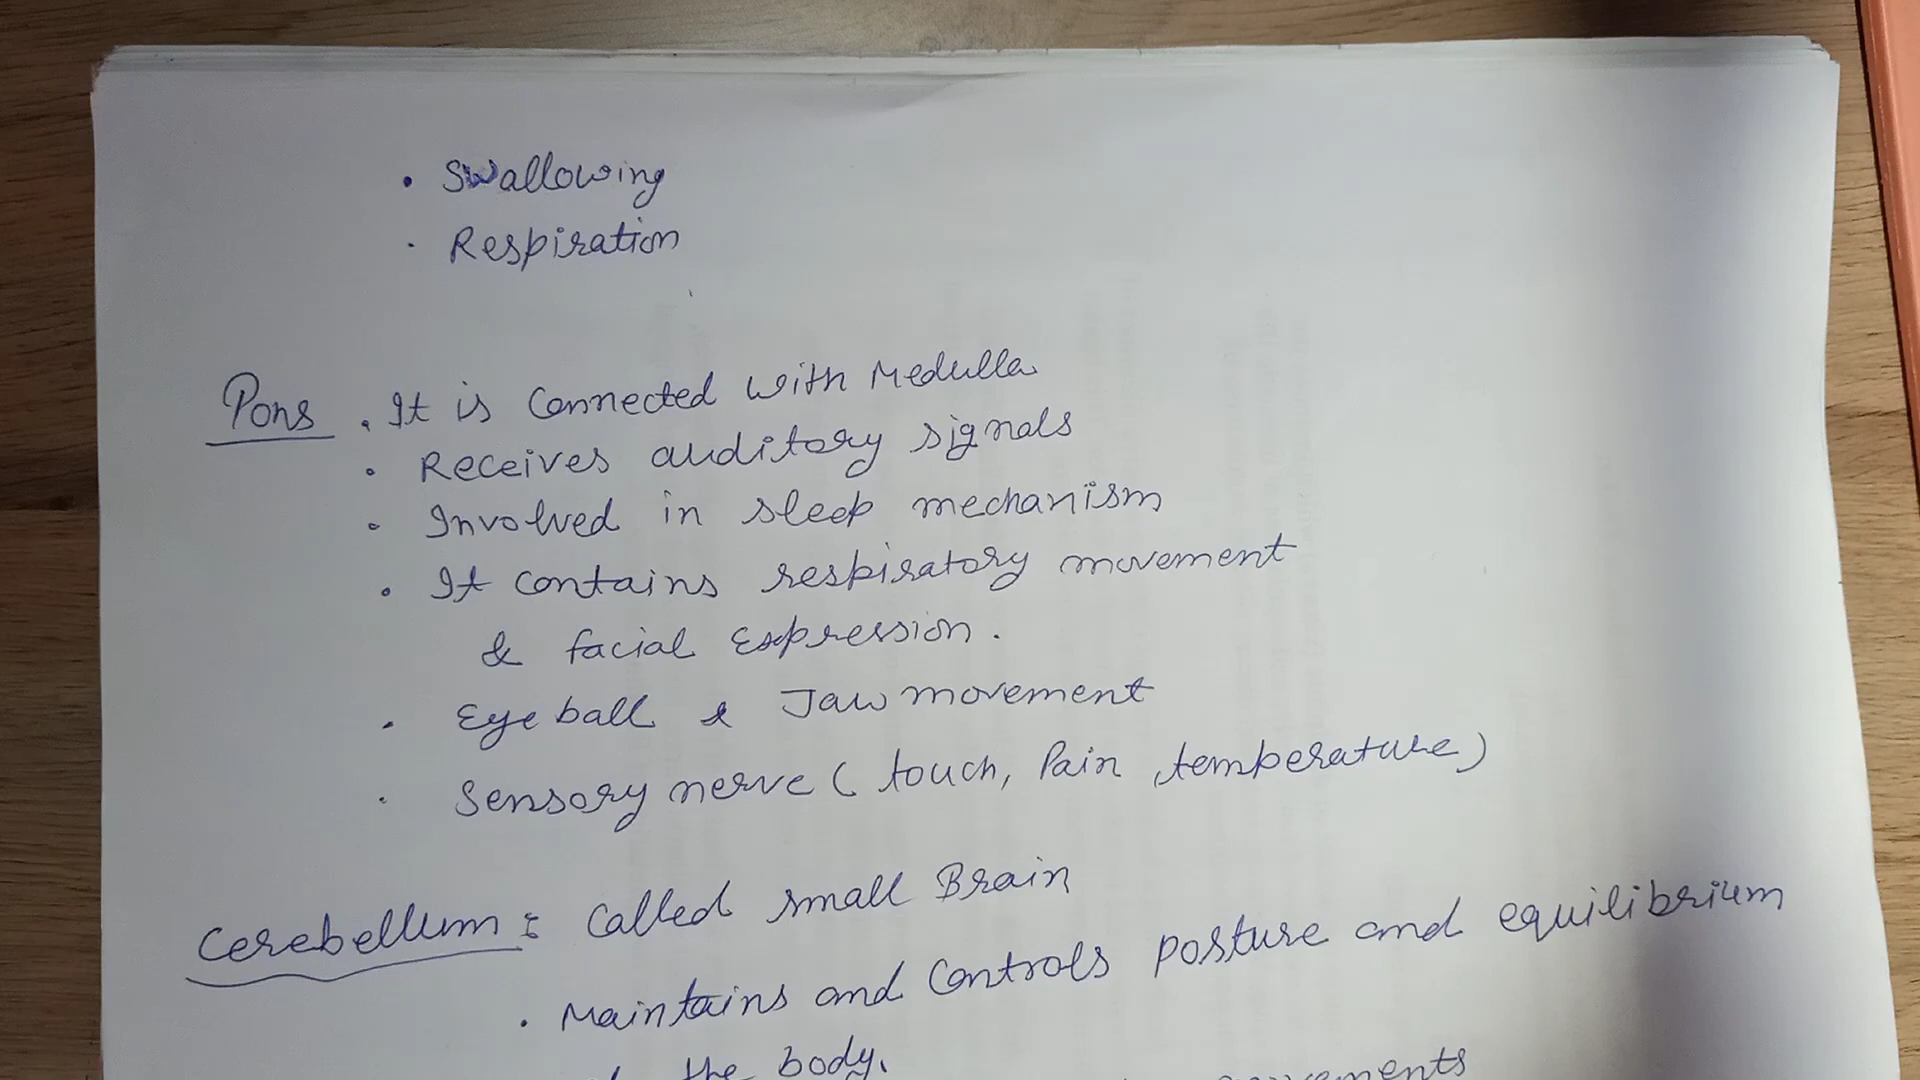 • Swallowing
• Respiration
Pons • It is Connected with Medulla
• Receives auditory signals
• Involved in sleep mechanism
• It contains respiratory movement
& facial Expression.
• Eye ball & Jaw movement
• Sensory nerve ( touch, Pain, temperature)
Cerebellum : Called small Brain
• Maintains and Controls posture and equilibrium
the body.